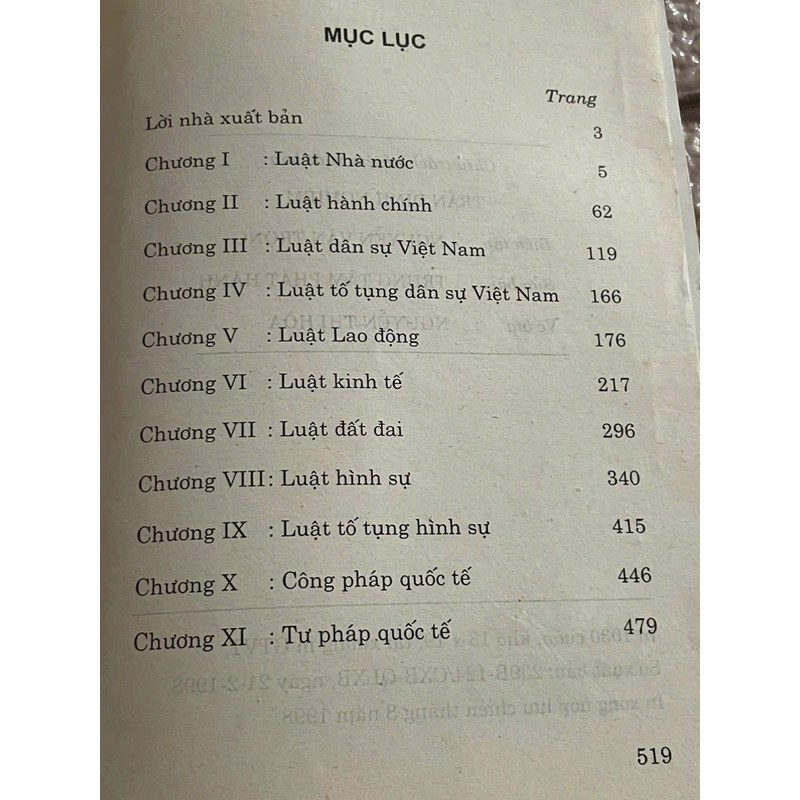 MỤC LỤC
Trang
Lời nhà xuất bản 3
Chương I : Luật Nhà nước 5
Chương II : Luật hành chính 62
Chương III : Luật dân sự Việt Nam 119
Chương IV : Luật tố tụng dân sự Việt Nam 166
Chương V : Luật Lao động 176
Chương VI : Luật kinh tế 217
Chương VII : Luật đất đai 296
Chương VIII: Luật hình sự 340
Chương IX : Luật tố tụng hình sự 415
Chương X : Công pháp quốc tế 446
Chương XI : Tư pháp quốc tế 479
519